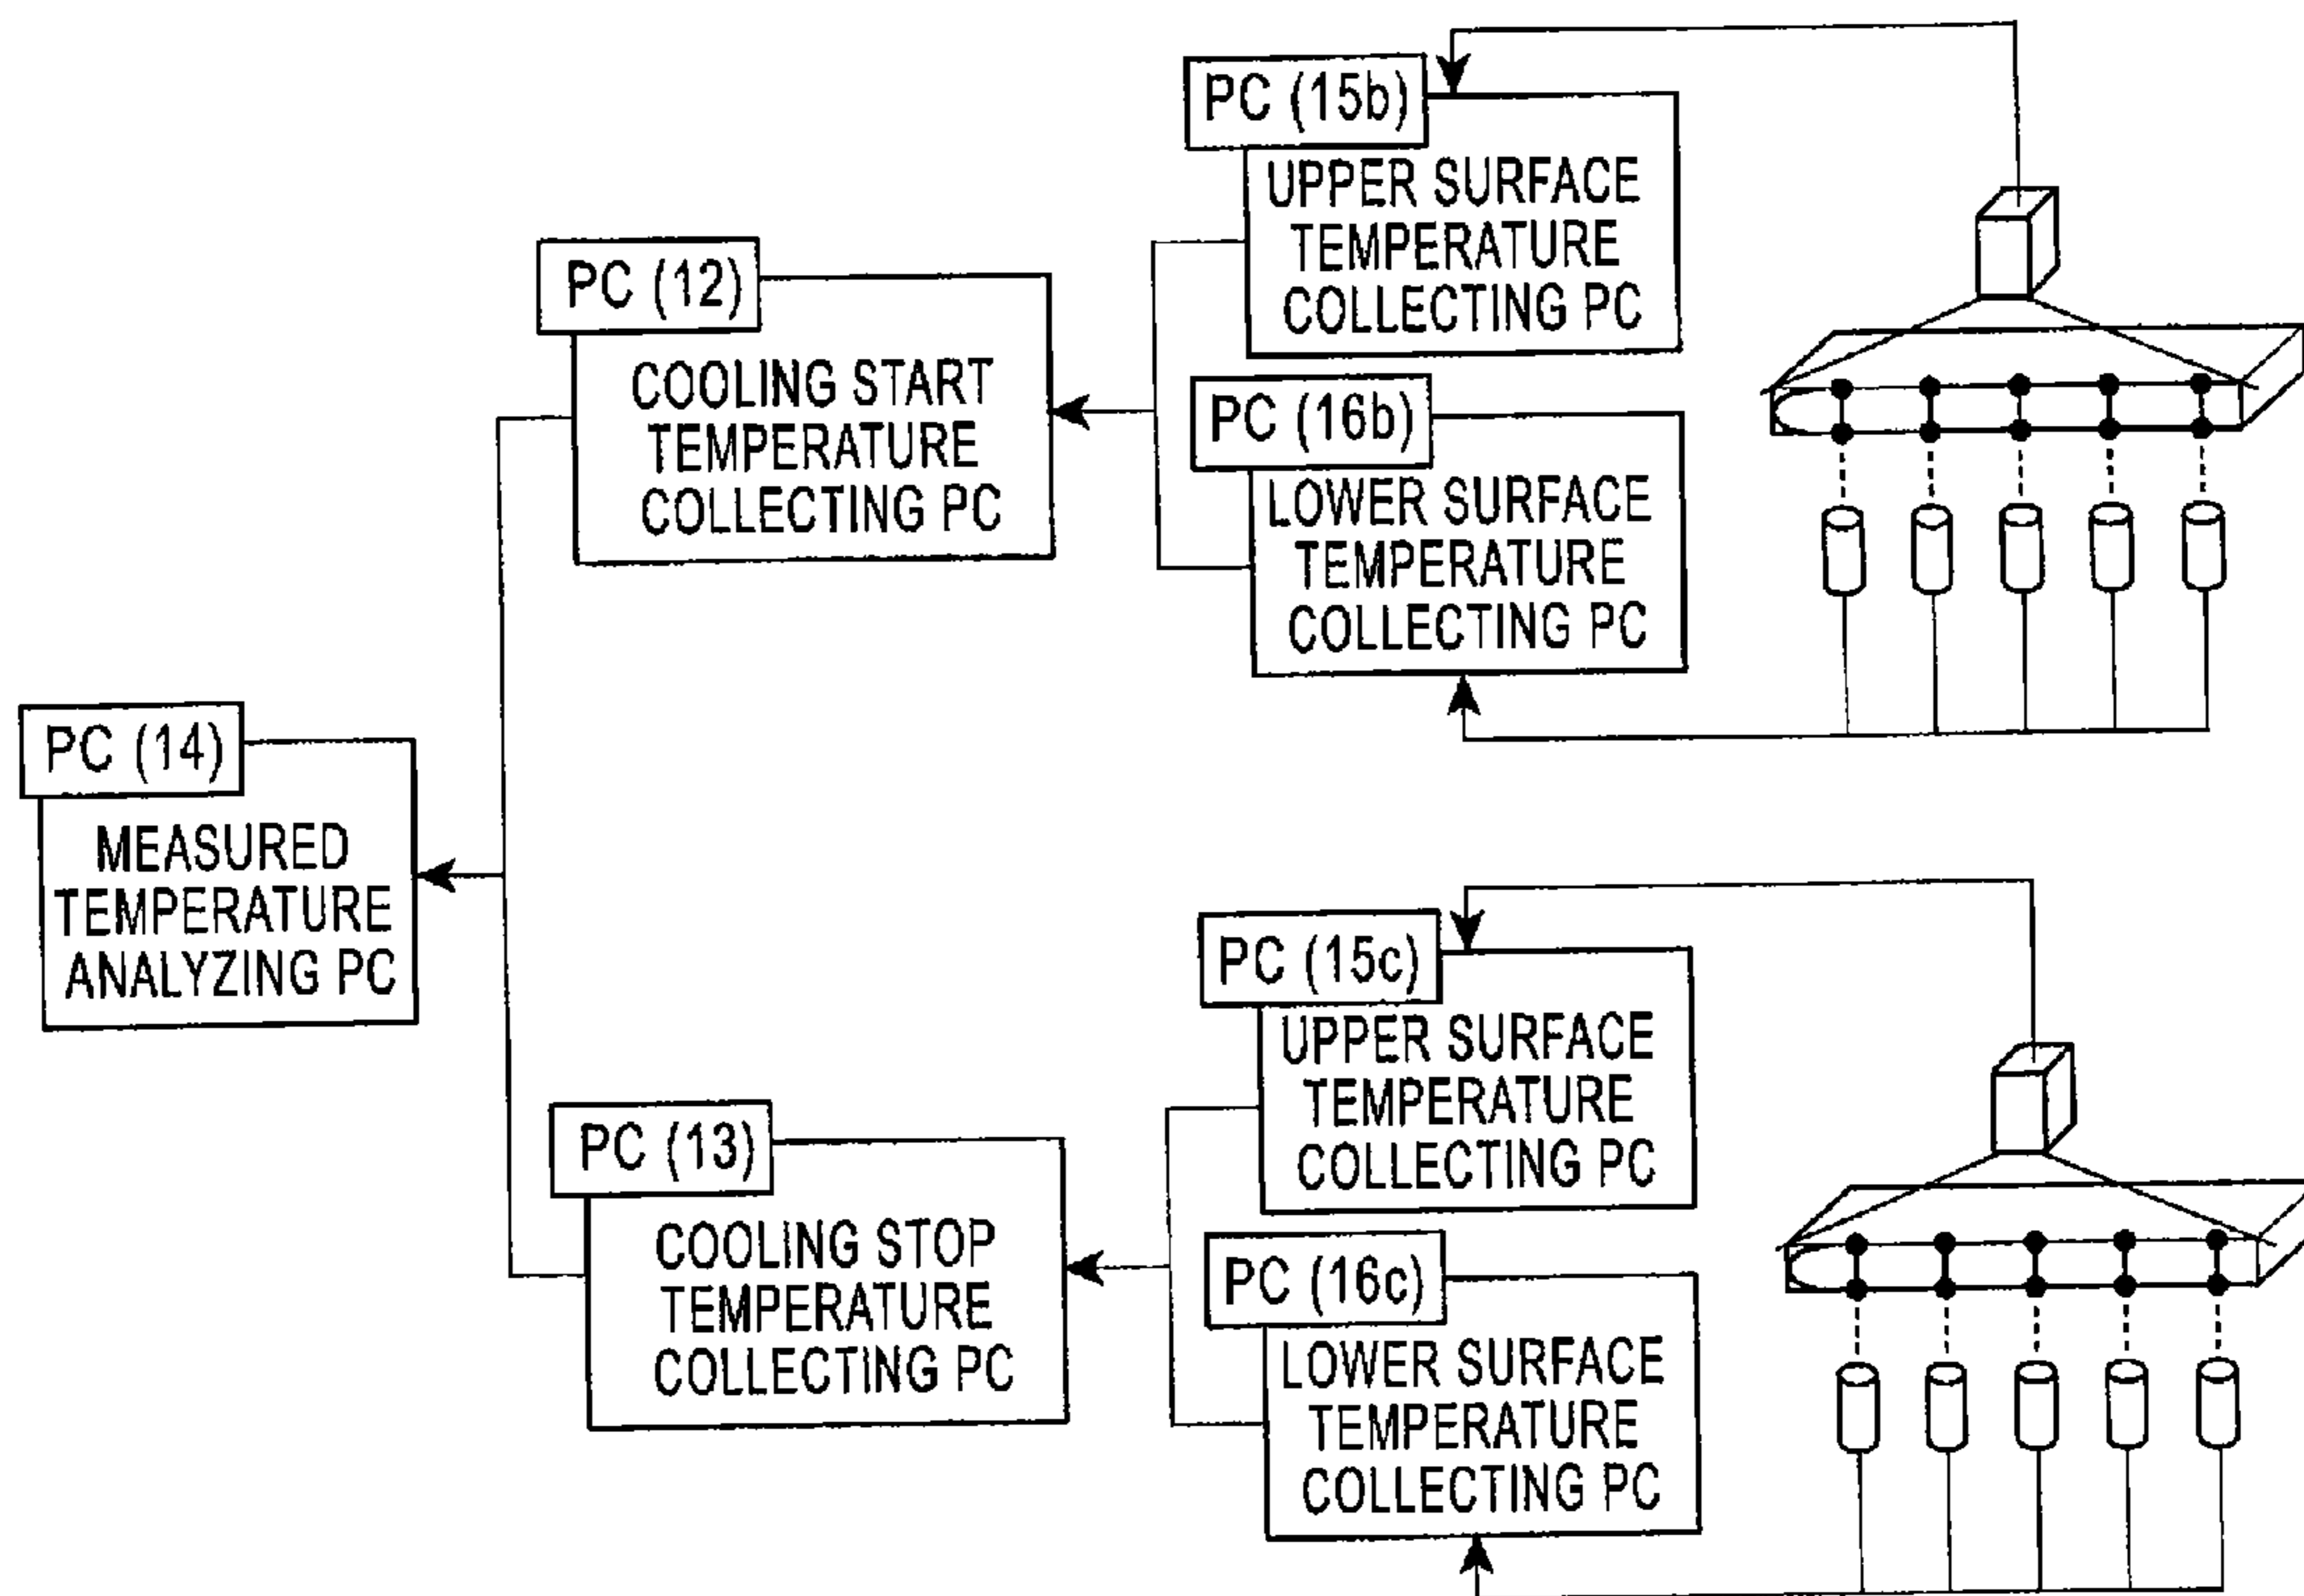 PC (15b)
UPPER SURFACE
TEMPERATURE
COLLECTING PC
PC (12)
COOLING START
TEMPERATURE
COLLECTING PC
PC (16b)
LOWER SURFACE
TEMPERATURE
COLLECTING PC
PC (14)
MEASURED
TEMPERATURE
ANALYZING PC
PC (15c)
UPPER SURFACE
TEMPERATURE
COLLECTING PC
PC (13)
COOLING STOP
TEMPERATURE
COLLECTING PC
PC (16c)
LOWER SURFACE
TEMPERATURE
COLLECTING PC